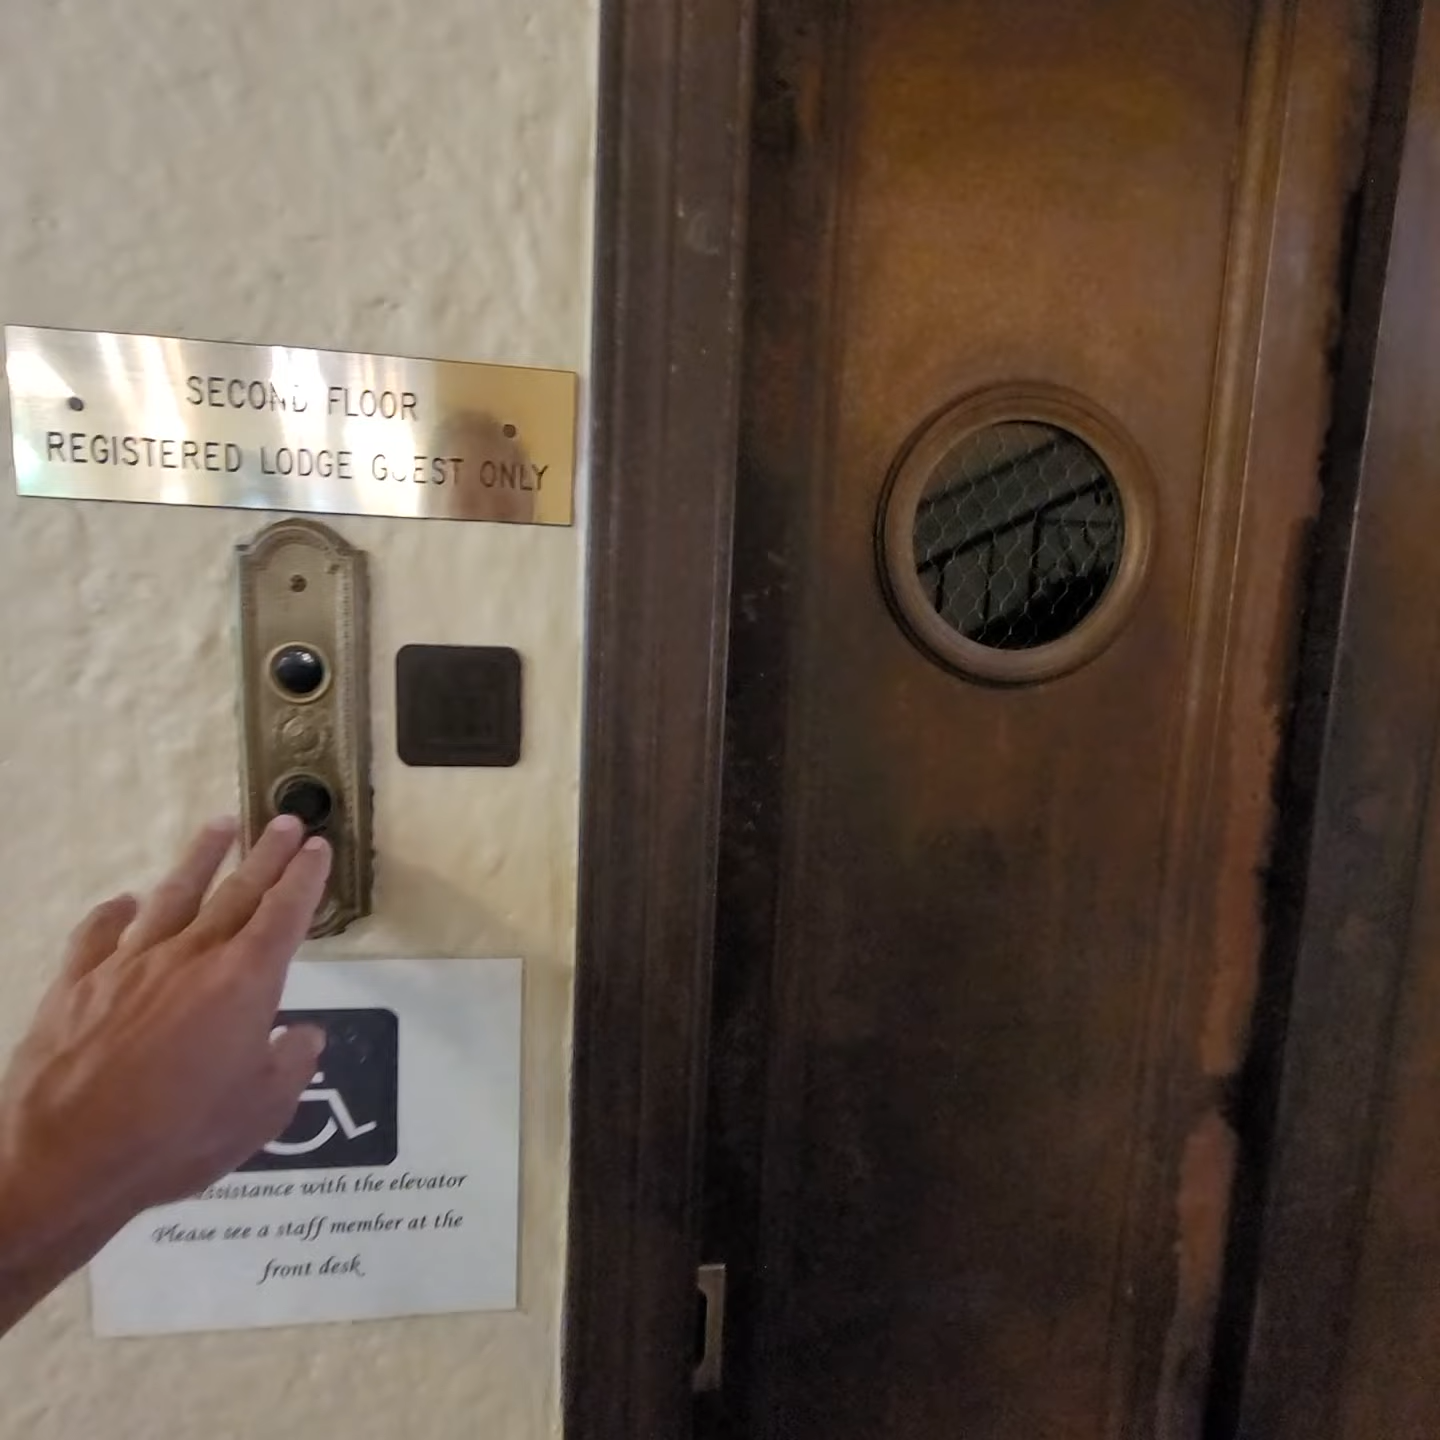 SECOND FLOOR
REGISTERED LODGE GUEST ONLY
assistance with the elevator
Please see a staff member at the
front desk